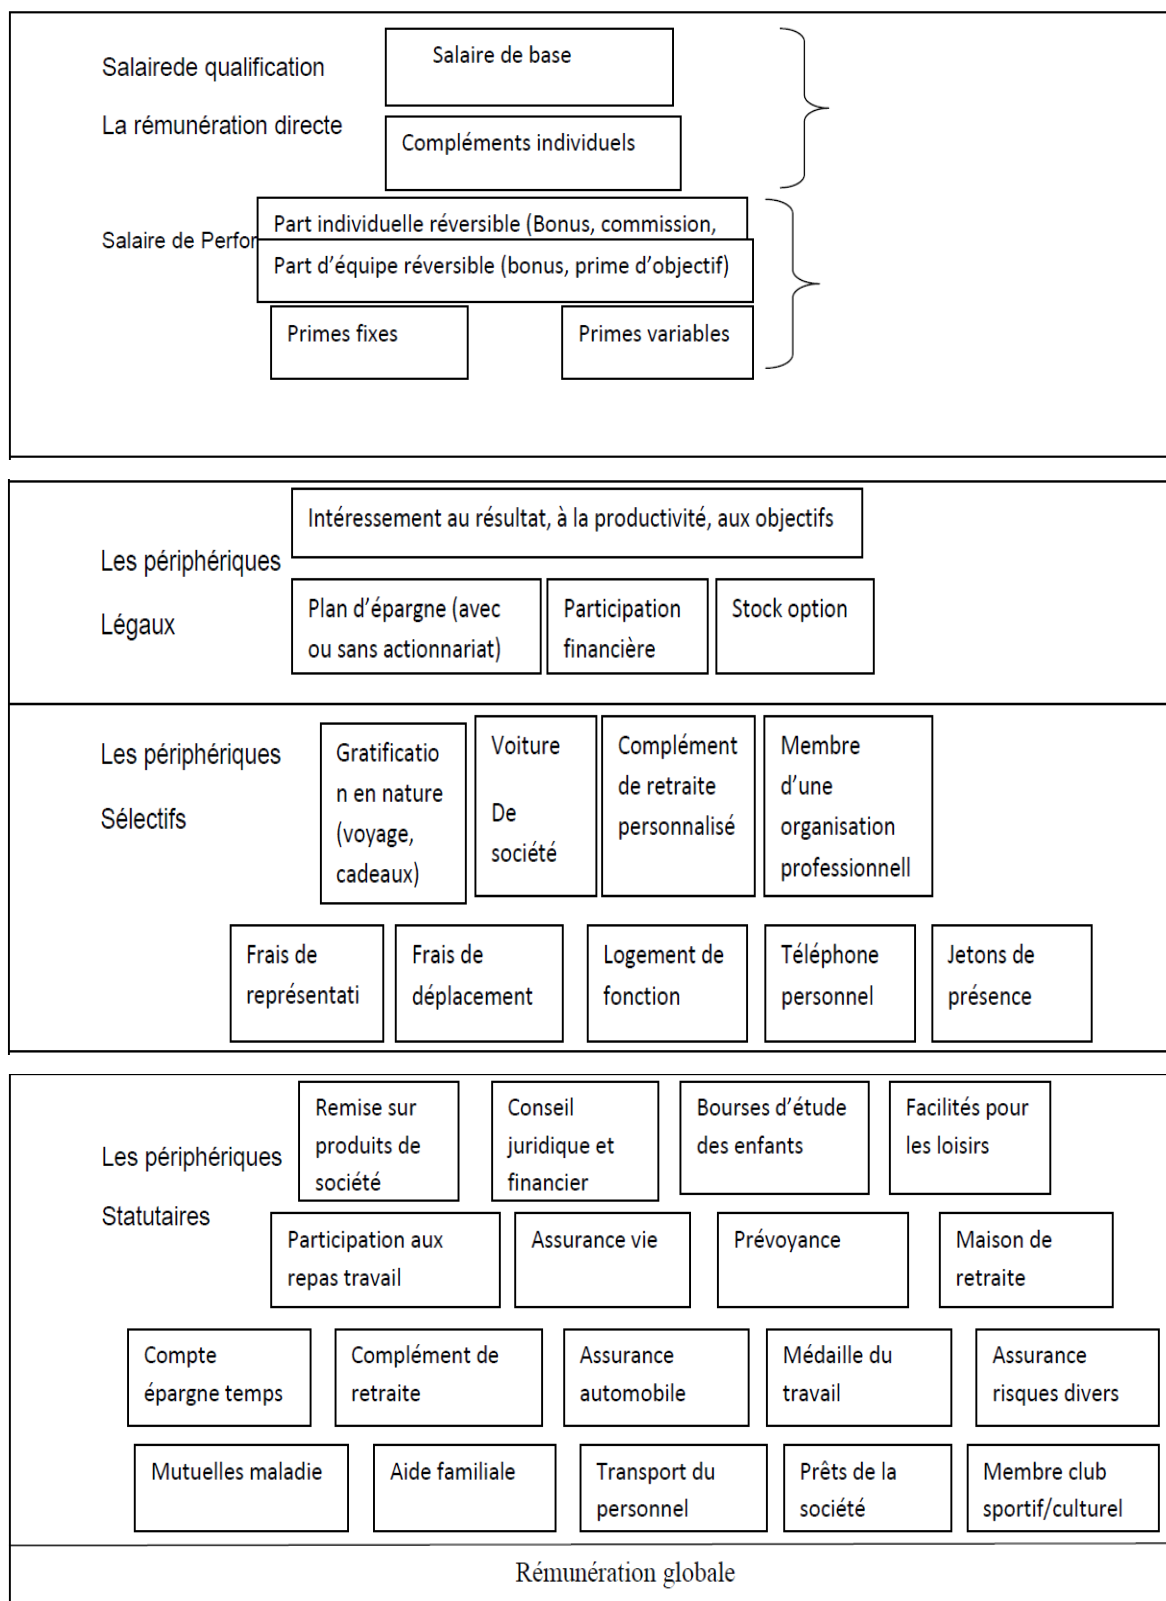 Salairede qualification
Salaire de base
La rémunération directe
Compléments individuels
Salaire de Perfor
Part individuelle réversible (Bonus, commission,
Part d’équipe réversible (bonus, prime d’objectif)
Primes fixes
Primes variables
Intéressement au résultat, à la productivité, aux objectifs
Les périphériques
Légaux
Plan d’épargne (avec
ou sans actionnariat)
Participation
financière
Stock option
Les périphériques
Sélectifs
Gratificatio
n en nature
(voyage,
cadeaux)
Voiture
De
société
Complément
de retraite
personnalisé
Membre
d’une
organisation
professionnell
Frais de
représentati
Frais de
déplacement
Logement de
fonction
Téléphone
personnel
Jetons de
présence
Les périphériques
Statutaires
Remise sur
produits de
société
Conseil
juridique et
financier
Bourses d’étude
des enfants
Facilités pour
les loisirs
Participation aux
repas travail
Assurance vie
Prévoyance
Maison de
retraite
Compte
épargne temps
Complément de
retraite
Assurance
automobile
Médaille du
travail
Assurance
risques divers
Mutuelles maladie
Aide familiale
Transport du
personnel
Prêts de la
société
Membre club
sportif/culturel
Rémunération globale